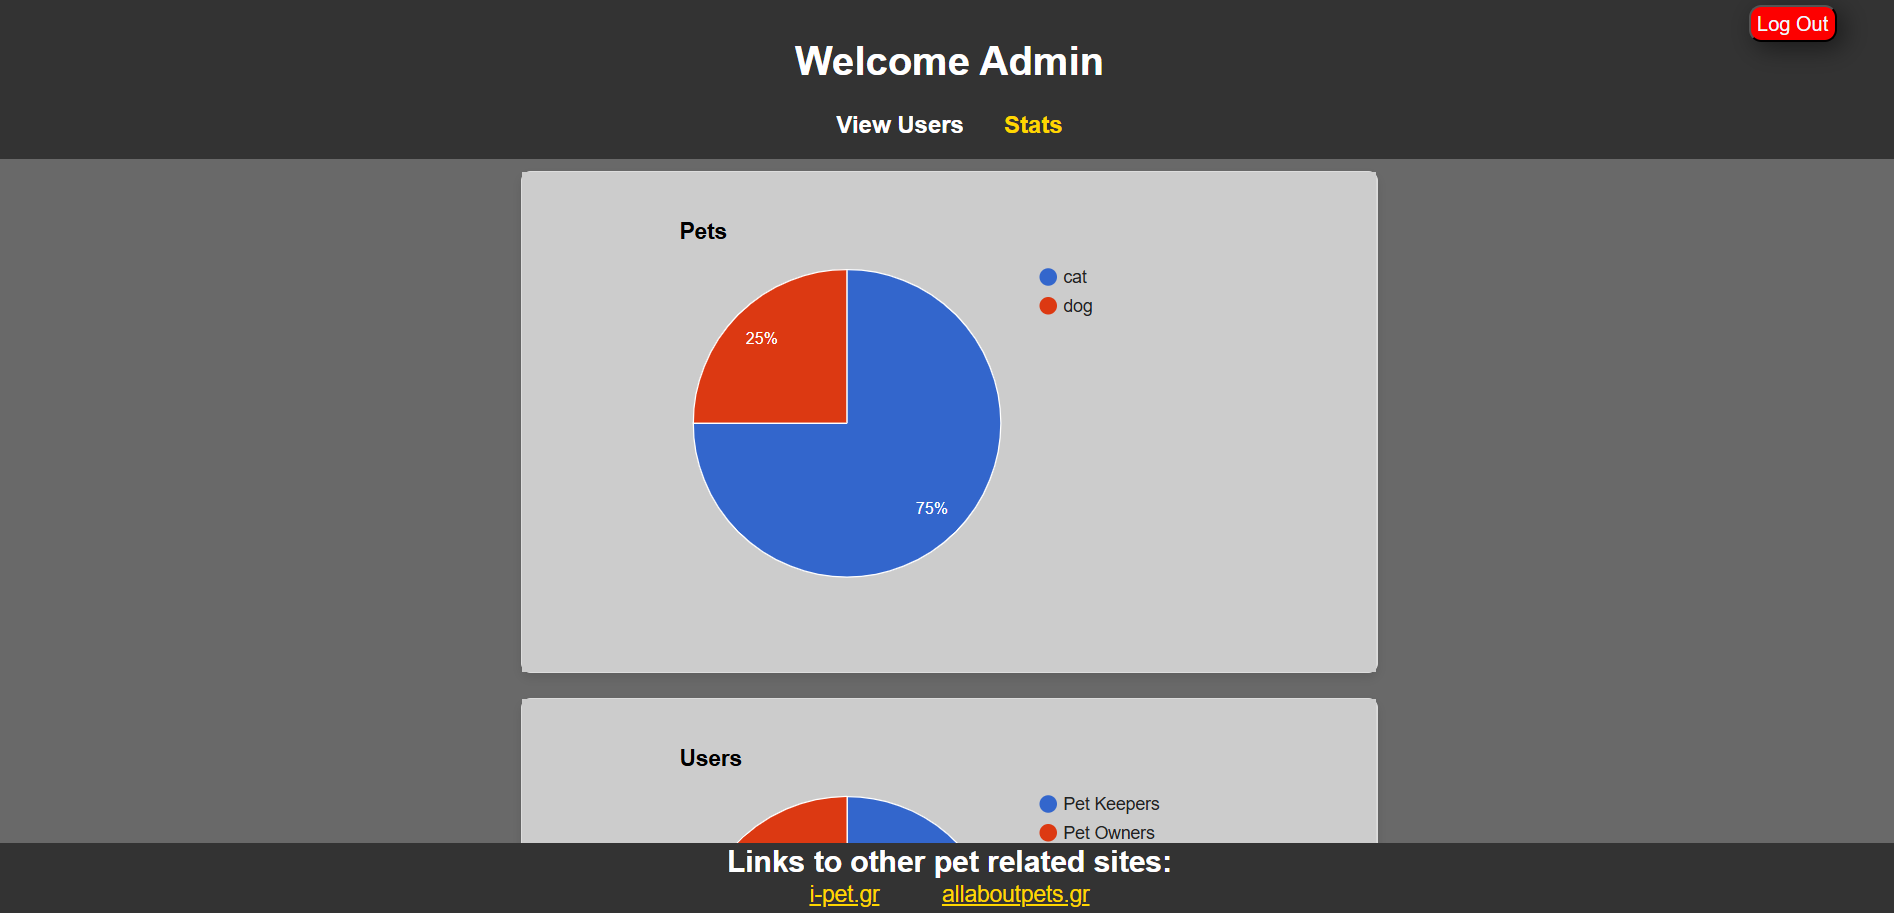 Log Out
Welcome Admin
View Users Stats
Pets
cat
dog
25%
75%
Users
Pet Keepers
Pet Owners
Links to other pet related sites:
i-pet.gr allaboutpets.gr